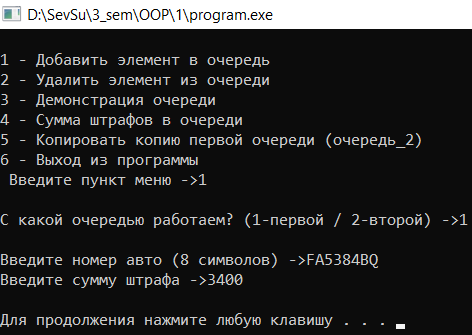 D:\SevSu\3_sem\OOP\1\program.exe
1 - Добавить элемент в очередь
2 - Удалить элемент из очереди
3 - Демонстрация очереди
4 - Сумма штрафов в очереди
5 - Копировать копию первой очереди (очередь_2)
6 - Выход из программы
Введите пункт меню ->1
С какой очередью работаем? (1-первой / 2-второй) ->1
Введите номер авто (8 символов) ->FA5384BQ
Введите сумму штрафа ->3400
Для продолжения нажмите любую клавишу . . .